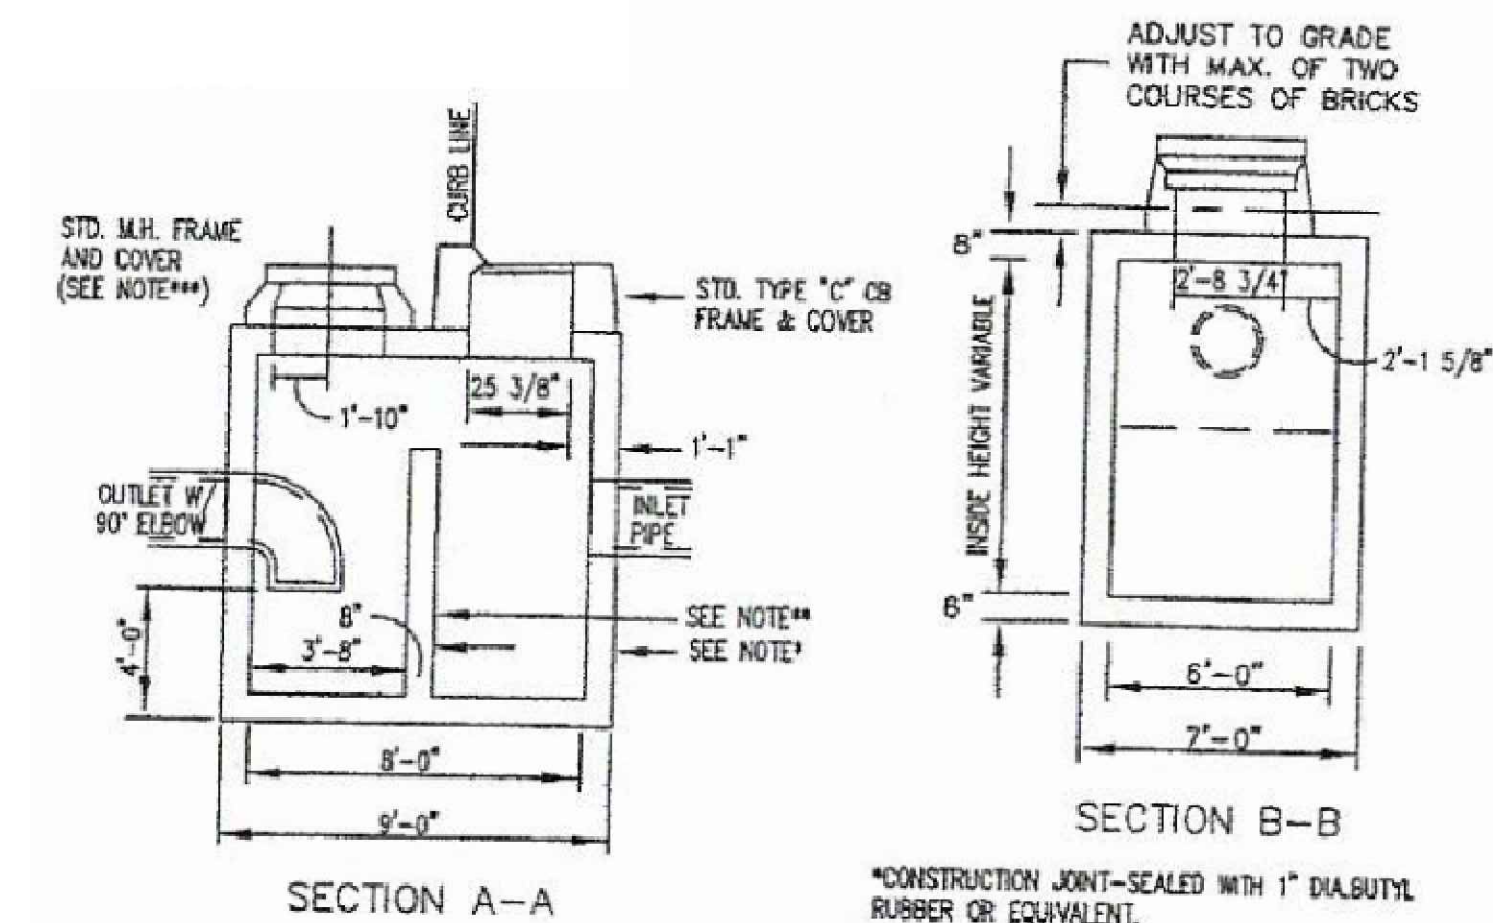 ADJUST TO GRADE
WITH MAX. OF TWO
COURSES OF BRICKS
CURB LINE
STD. M.H. FRAME
AND COVER
(SEE NOTE***)
STD. TYPE "C" CB
FRAME & COVER
25 3/8"
1'-10"
1'-1"
OUTLET W/
90° ELBOW
INLET
PIPE
8"
3'-8"
4'-0"
SEE NOTE**
SEE NOTE*
8'-0"
9'-0"
SECTION A-A
8"
2'-8 3/4"
2'-1 5/8"
INSIDE HEIGHT VARIABLE
6"
6'-0"
7'-0"
SECTION B-B
*CONSTRUCTION JOINT-SEALED WITH 1" DIA.BUTYL
RUBBER OR EQUIVALENT.